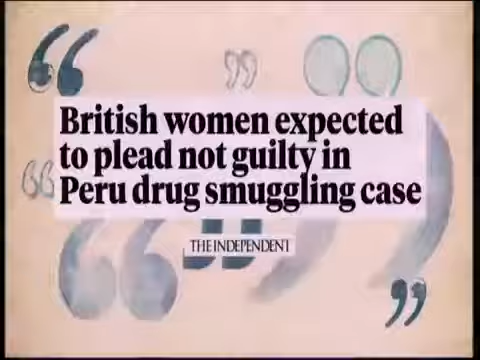 British women expected
to plead not guilty in
Peru drug smuggling case
THE INDEPENDENT